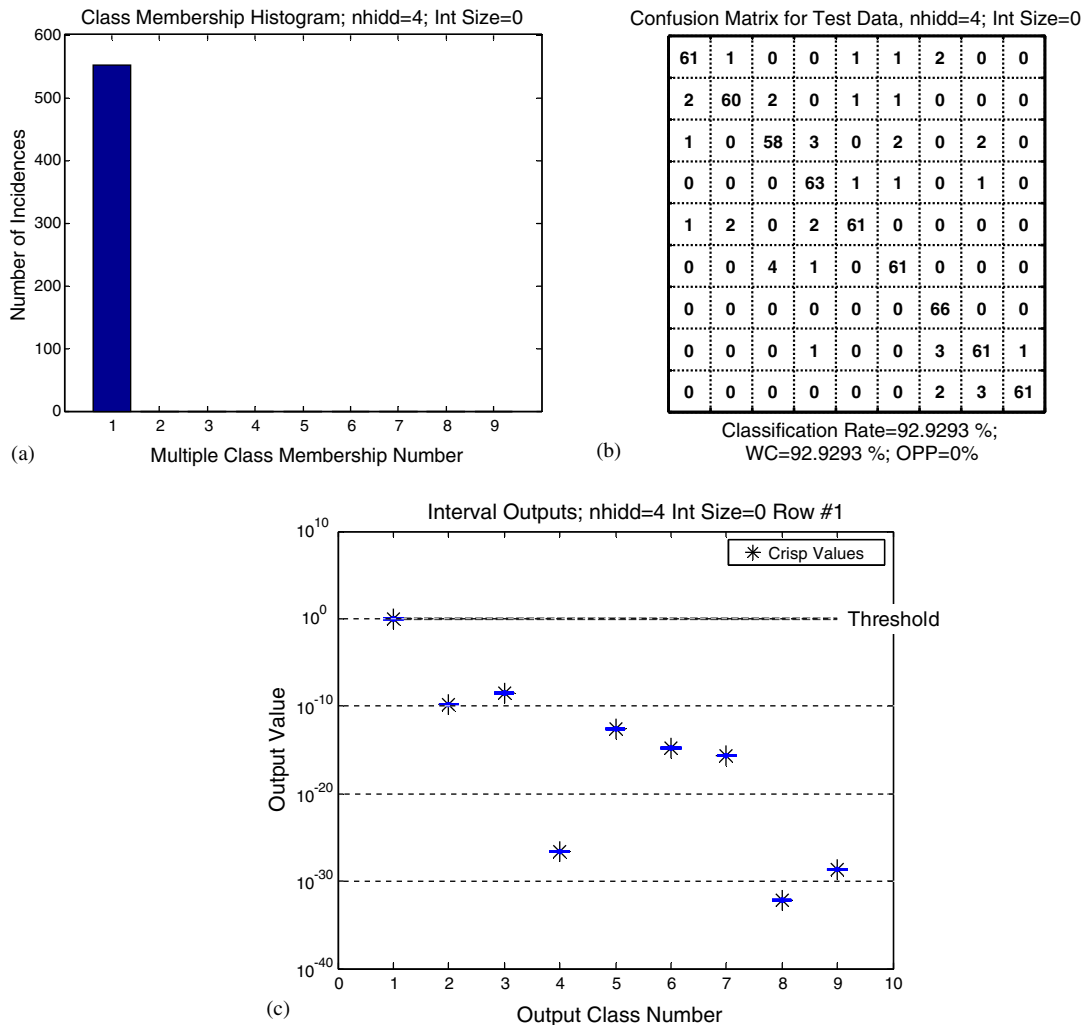 Class Membership Histogram; nhidd=4; Int Size=0
600
500
400
300
200
100
0
Number of Incidences
1 2 3 4 5 6 7 8 9
Multiple Class Membership Number
(a)
Confusion Matrix for Test Data, nhidd=4; Int Size=0
61 1 0 0 1 1 2 0 0
2 60 2 0 1 1 0 0 0
1 0 58 3 0 2 0 2 0
0 0 0 63 1 1 0 1 0
1 2 0 2 61 0 0 0 0
0 0 4 1 0 61 0 0 0
0 0 0 0 0 0 66 0 0
0 0 0 1 0 0 3 61 1
0 0 0 0 0 0 2 3 61
Classification Rate=92.9293 %;
WC=92.9293 %; OPP=0%
(b)
Interval Outputs; nhidd=4 Int Size=0 Row #1
10^10
10^0
10^-10
10^-20
10^-30
10^-40
Output Value
Crisp Values
Threshold
0 1 2 3 4 5 6 7 8 9 10
Output Class Number
(c)